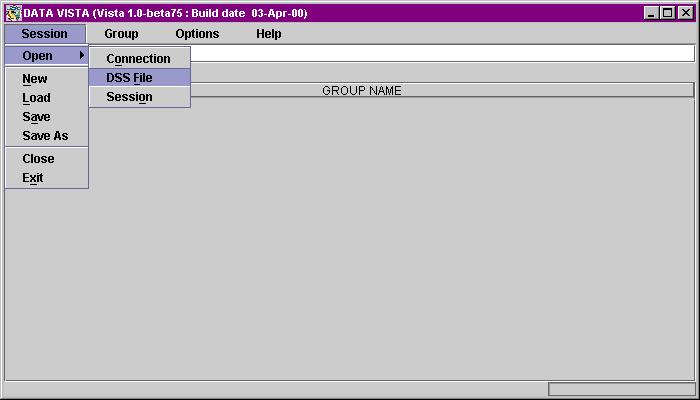 DATA VISTA (Vista 1.0-beta75 : Build date 03-Apr-00)
Session Group Options Help
Open
Connection
DSS File
Session
New
Load
Save
Save As
Close
Exit
GROUP NAME